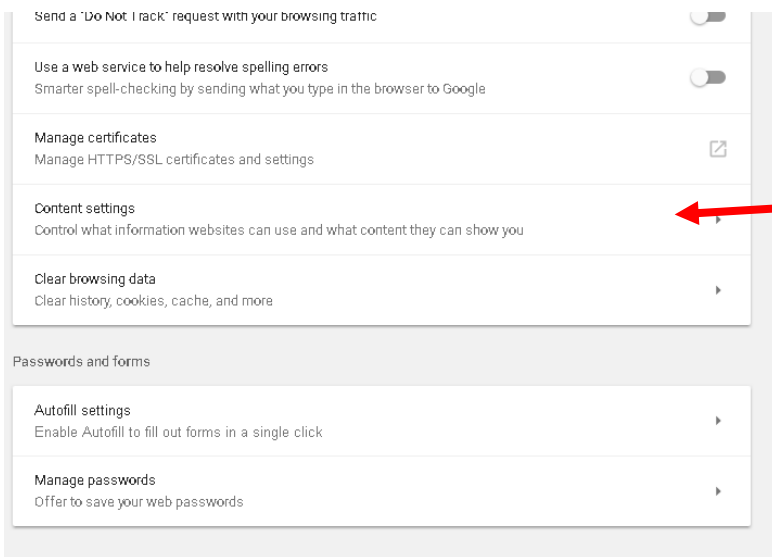 Send a "Do Not Track" request with your browsing traffic
Use a web service to help resolve spelling errors
Smarter spell-checking by sending what you type in the browser to Google
Manage certificates
Manage HTTPS/SSL certificates and settings
Content settings
Control what information websites can use and what content they can show you
Clear browsing data
Clear history, cookies, cache, and more
Passwords and forms
Autofill settings
Enable Autofill to fill out forms in a single click
Manage passwords
Offer to save your web passwords